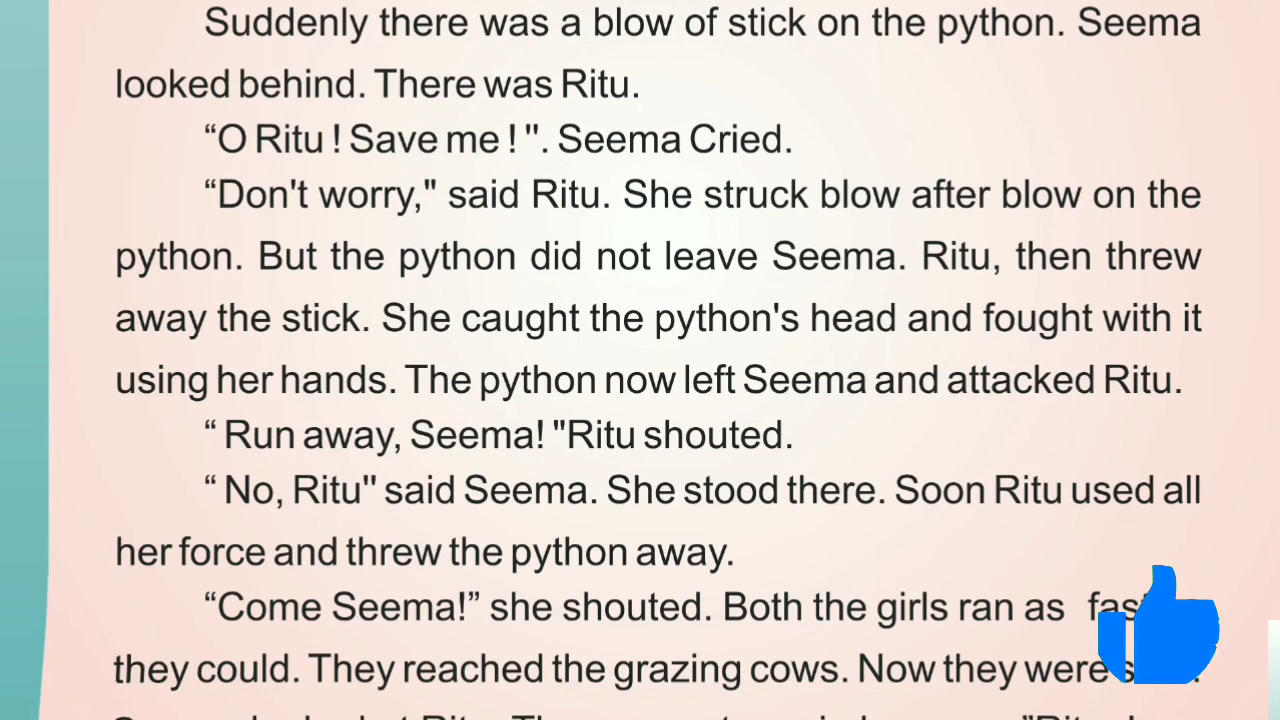 Suddenly there was a blow of stick on the python. Seema
looked behind. There was Ritu.
“O Ritu ! Save me ! ". Seema Cried.
“Don't worry," said Ritu. She struck blow after blow on the
python. But the python did not leave Seema. Ritu, then threw
away the stick. She caught the python's head and fought with it
using her hands. The python now left Seema and attacked Ritu.
“ Run away, Seema! "Ritu shouted.
“ No, Ritu" said Seema. She stood there. Soon Ritu used all
her force and threw the python away.
“Come Seema!” she shouted. Both the girls ran as fast
they could. They reached the grazing cows. Now they were